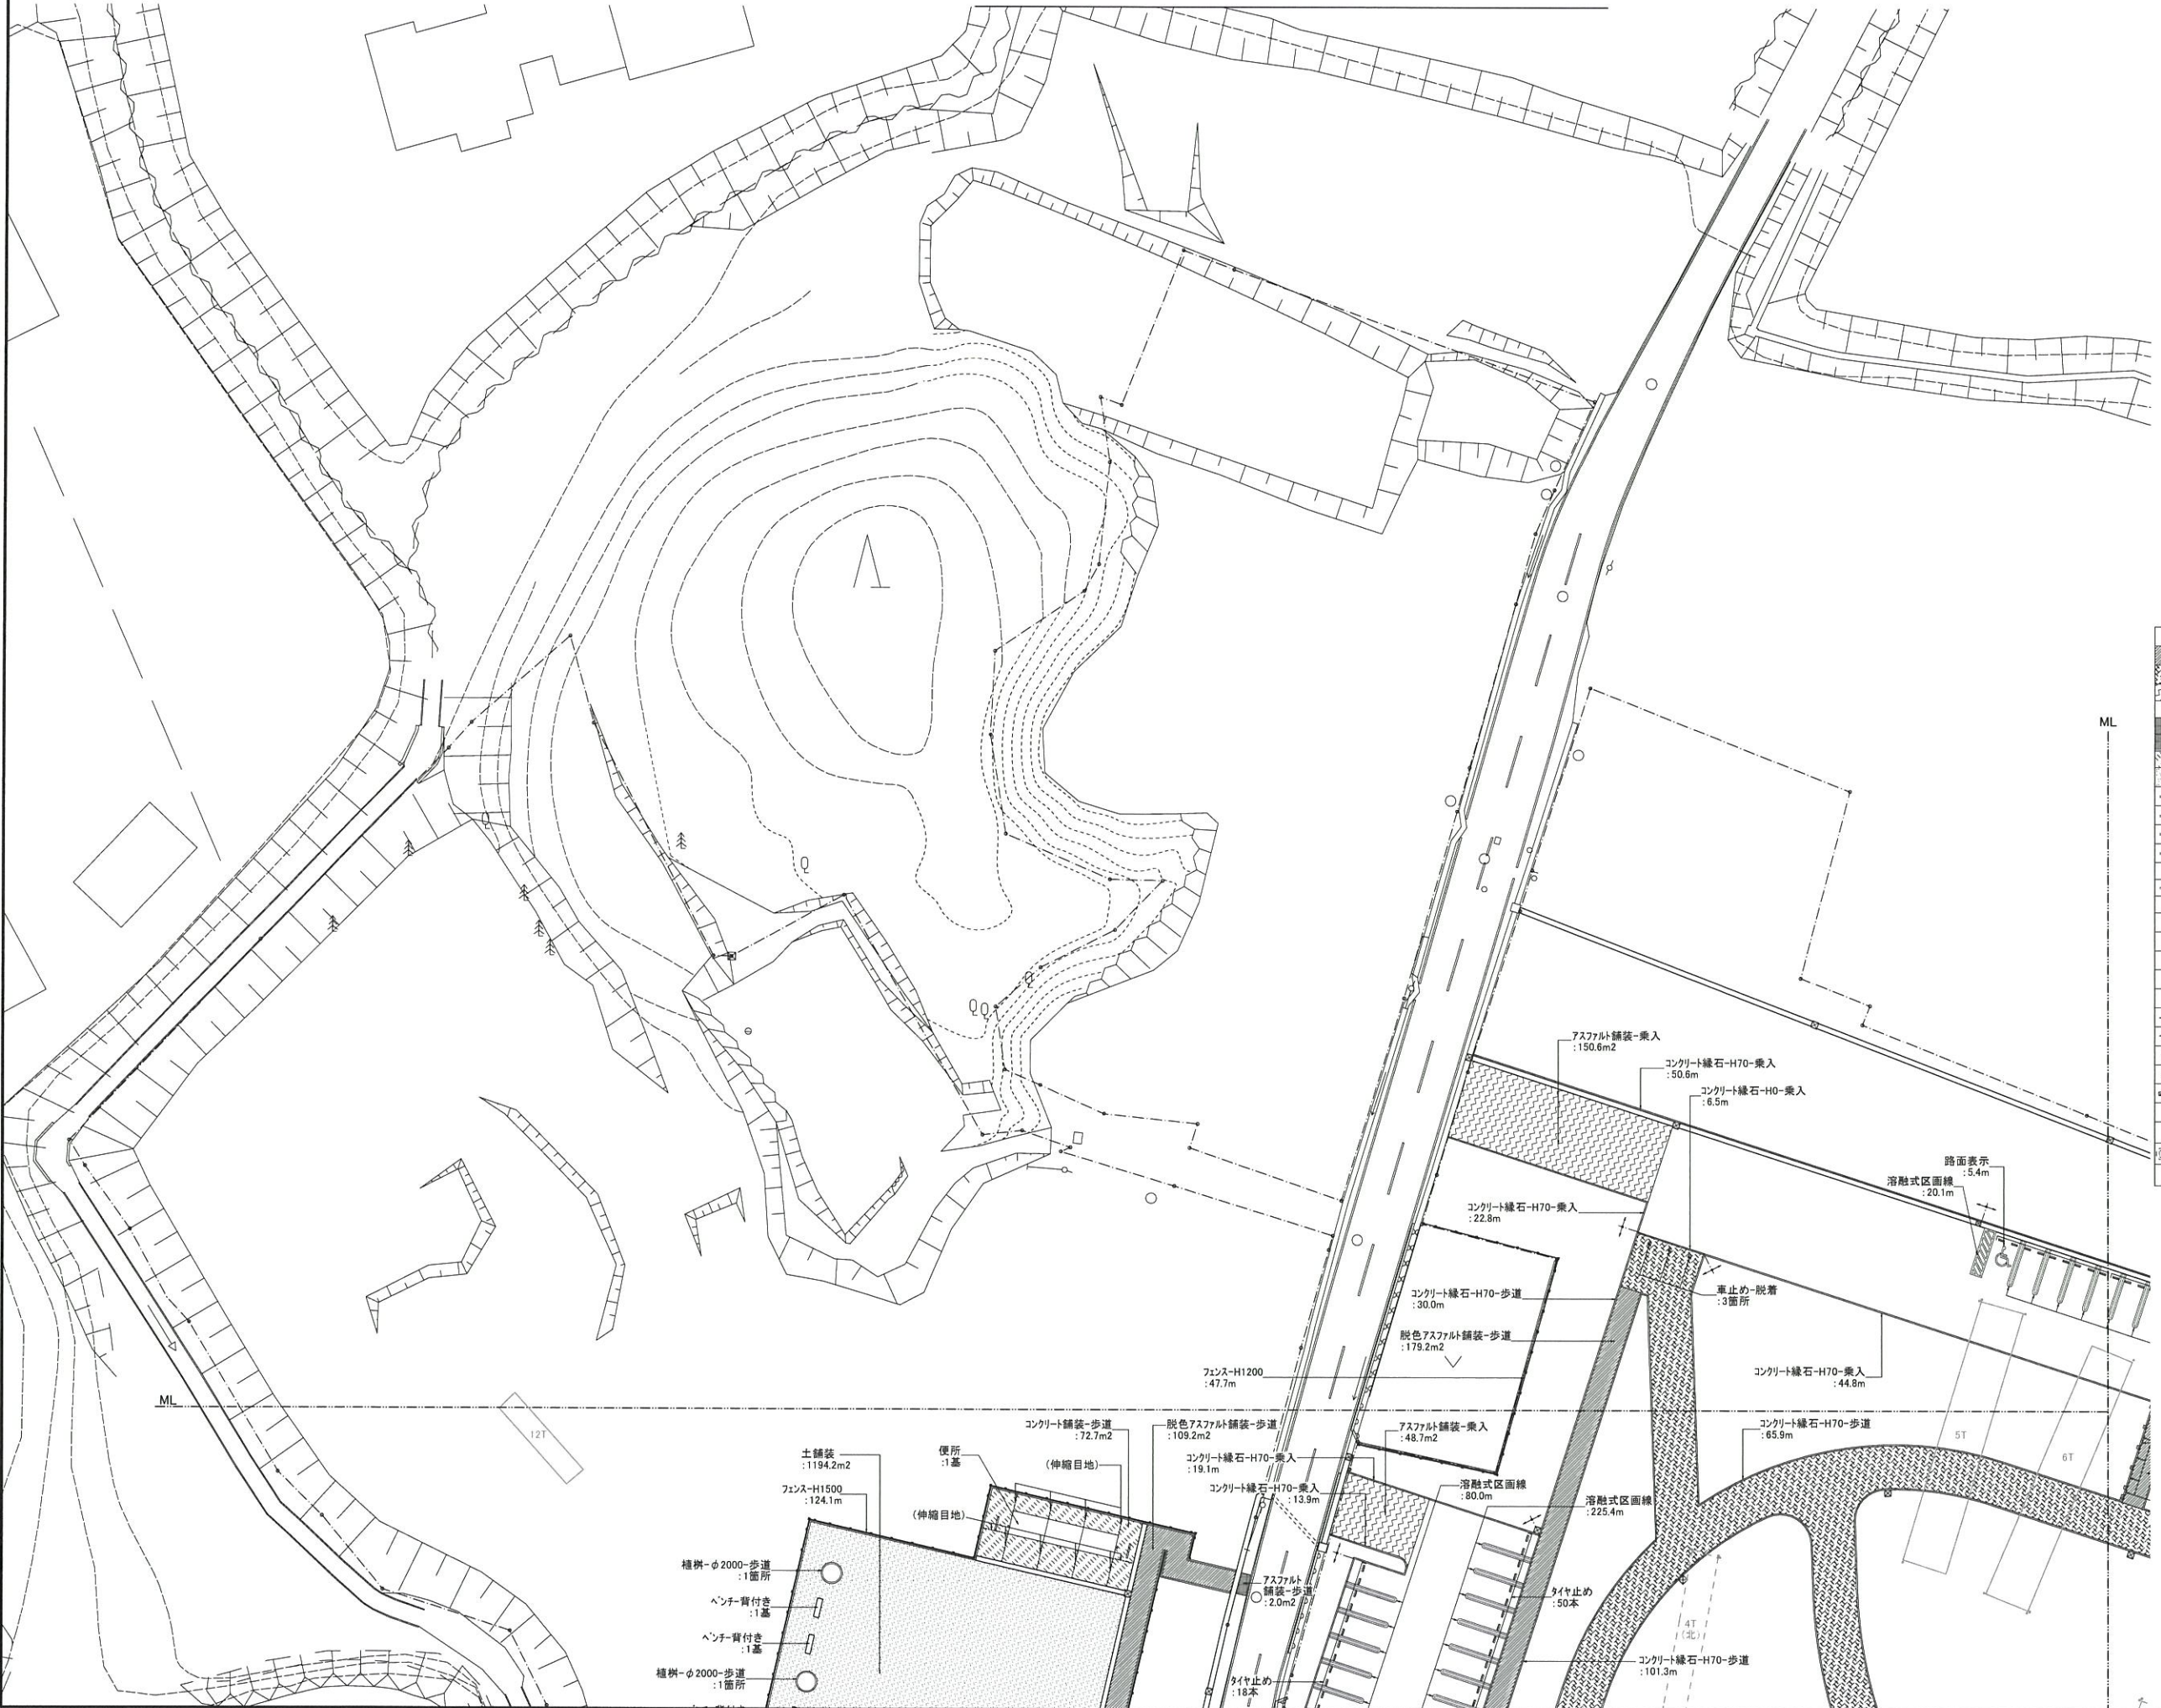 ML
アスファルト舗装-乗入
:150.6m2
コンクリート縁石-H70-乗入
:50.6m
コンクリート縁石-H0-乗入
:6.5m
路面表示
:5.4m
溶融式区画線
:20.1m
コンクリート縁石-H70-乗入
:22.8m
コンクリート縁石-H70-歩道
:30.0m
車止め-脱着
:3箇所
脱色アスファルト舗装-歩道
:179.2m2
フェンス-H1200
:47.7m
コンクリート縁石-H70-乗入
:44.8m
ML
12T
コンクリート舗装-歩道
:72.7m2
脱色アスファルト舗装-歩道
:109.2m2
アスファルト舗装-乗入
:48.7m2
コンクリート縁石-H70-歩道
:65.9m
5T
6T
土舗装
:1194.2m2
便所
:1基
(伸縮目地)
コンクリート縁石-H70-乗入
:19.1m
コンクリート縁石-H70-乗入
:13.9m
溶融式区画線
:80.0m
溶融式区画線
:225.4m
フェンス-H1500
:124.1m
(伸縮目地)
植桝-φ2000-歩道
:1箇所
アスファルト
舗装-歩道
:2.0m2
タイヤ止め
:50本
ベンチ-背付き
:1基
ベンチ-背付き
:1基
4T
(北)
植桝-φ2000-歩道
:1箇所
タイヤ止め
:18本
コンクリート縁石-H70-歩道
:101.3m